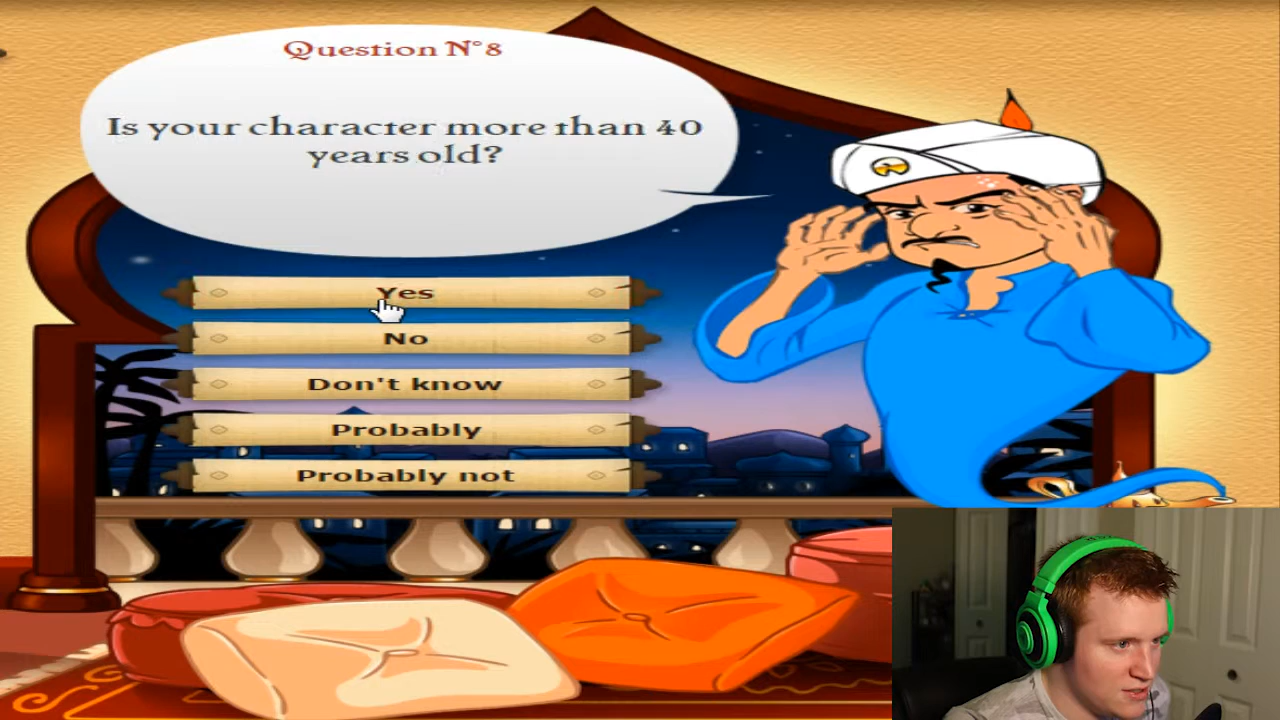 Question N°8
Is your character more than 40
years old?
Yes
No
Don't know
Probably
Probably not